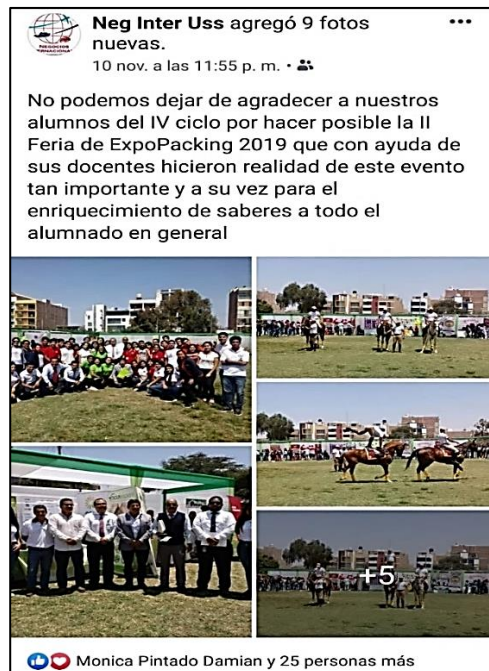 Neg Inter Uss agregó 9 fotos
nuevas.
10 nov. a las 11:55 p. m. •
No podemos dejar de agradecer a nuestros
alumnos del IV ciclo por hacer posible la II
Feria de ExpoPacking 2019 que con ayuda de
sus docentes hicieron realidad de este evento
tan importante y a su vez para el
enriquecimiento de saberes a todo el
alumnado en general
+5
Monica Pintado Damian y 25 personas más